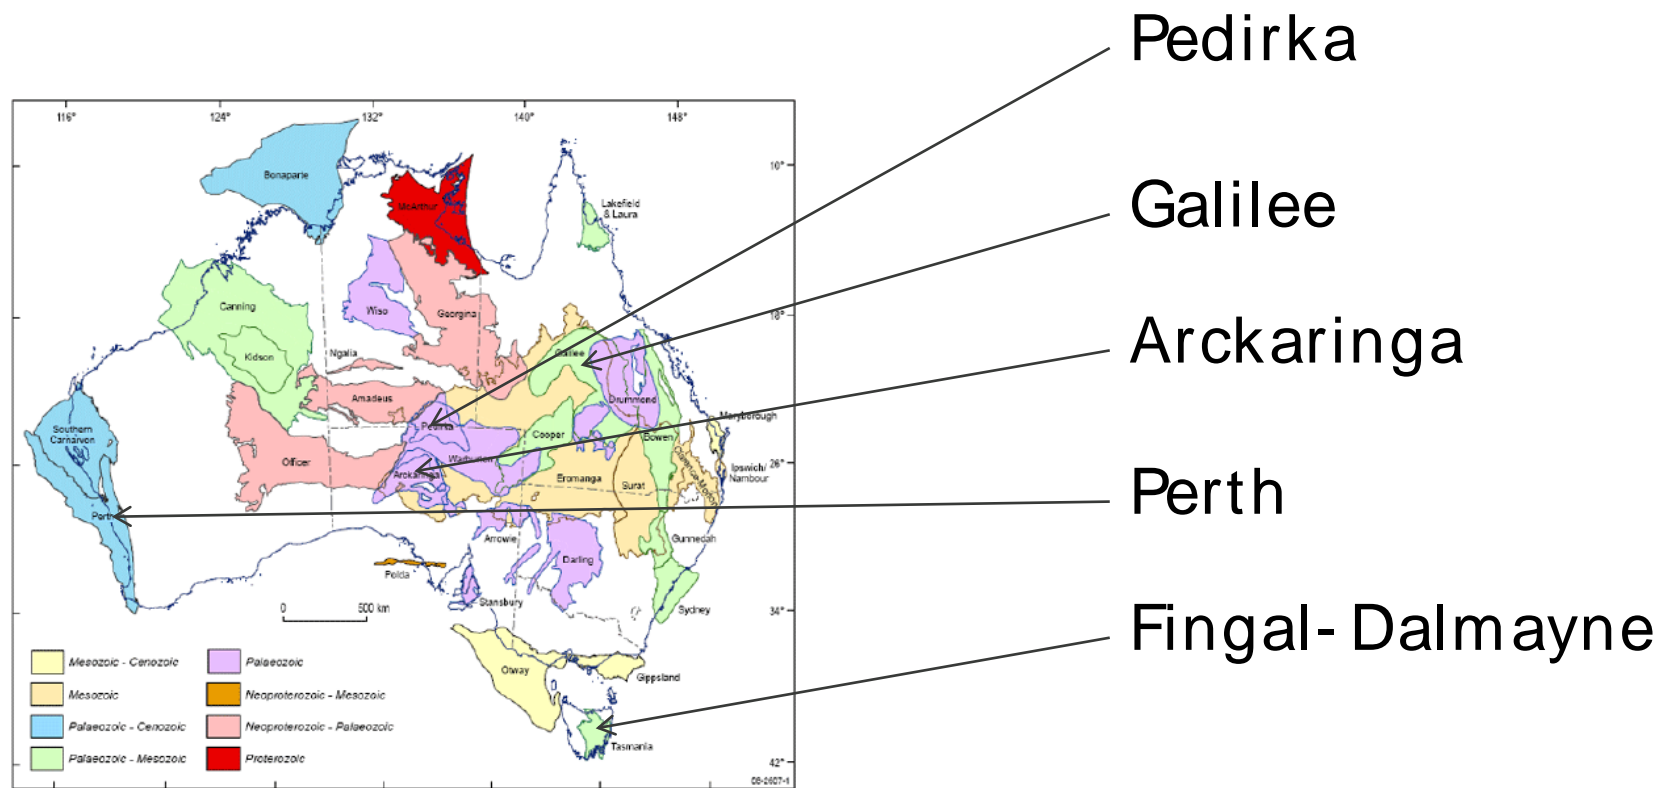 Pedirka
Galilee
Arckaringa
Perth
Fingal-Dalmayne
116°
124°
132°
140°
148°
10°
Bonaparte
McArthur
Lakefield
& Laura
Canning
Wiso
Georgina
18°
Kidson
Ngalia
Galilee
Amadeus
Drummond
Maryborough
Southern
Carnarvon
Pedirka
Cooper
Bowen
Officer
Warburton
Clarence-Moreton
26°
Ipswich/
Nambour
Arckaringa
Eromanga
Surat
Perth
Arrowie
Gunnedah
Darling
Polda
Stansbury
Sydney
34°
0
500 km
Mesozoic - Cenozoic
Palaeozoic
Otway
Gippsland
Mesozoic
Neoproterozoic - Mesozoic
Palaeozoic - Cenozoic
Neoproterozoic - Palaeozoic
Tasmania
Palaeozoic - Mesozoic
Proterozoic
42°
08-2607-1